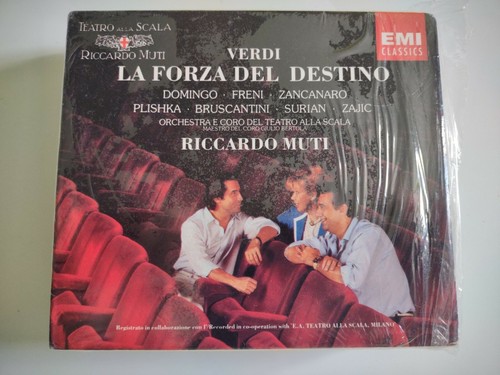 TEATRO ALLA SCALA
RICCARDO MUTI
EMI
CLASSICS
VERDI
LA FORZA DEL DESTINO
DOMINGO · FRENI · ZANCANARO
PLISHKA · BRUSCANTINI · SURIAN · ZAJIC
ORCHESTRA E CORO DEL TEATRO ALLA SCALA
MAESTRO DEL CORO GIULIO BERTOLA
RICCARDO MUTI
Registrato in collaborazione con l'/Recorded in co-operation with E.A. TEATRO ALLA SCALA, MILANO